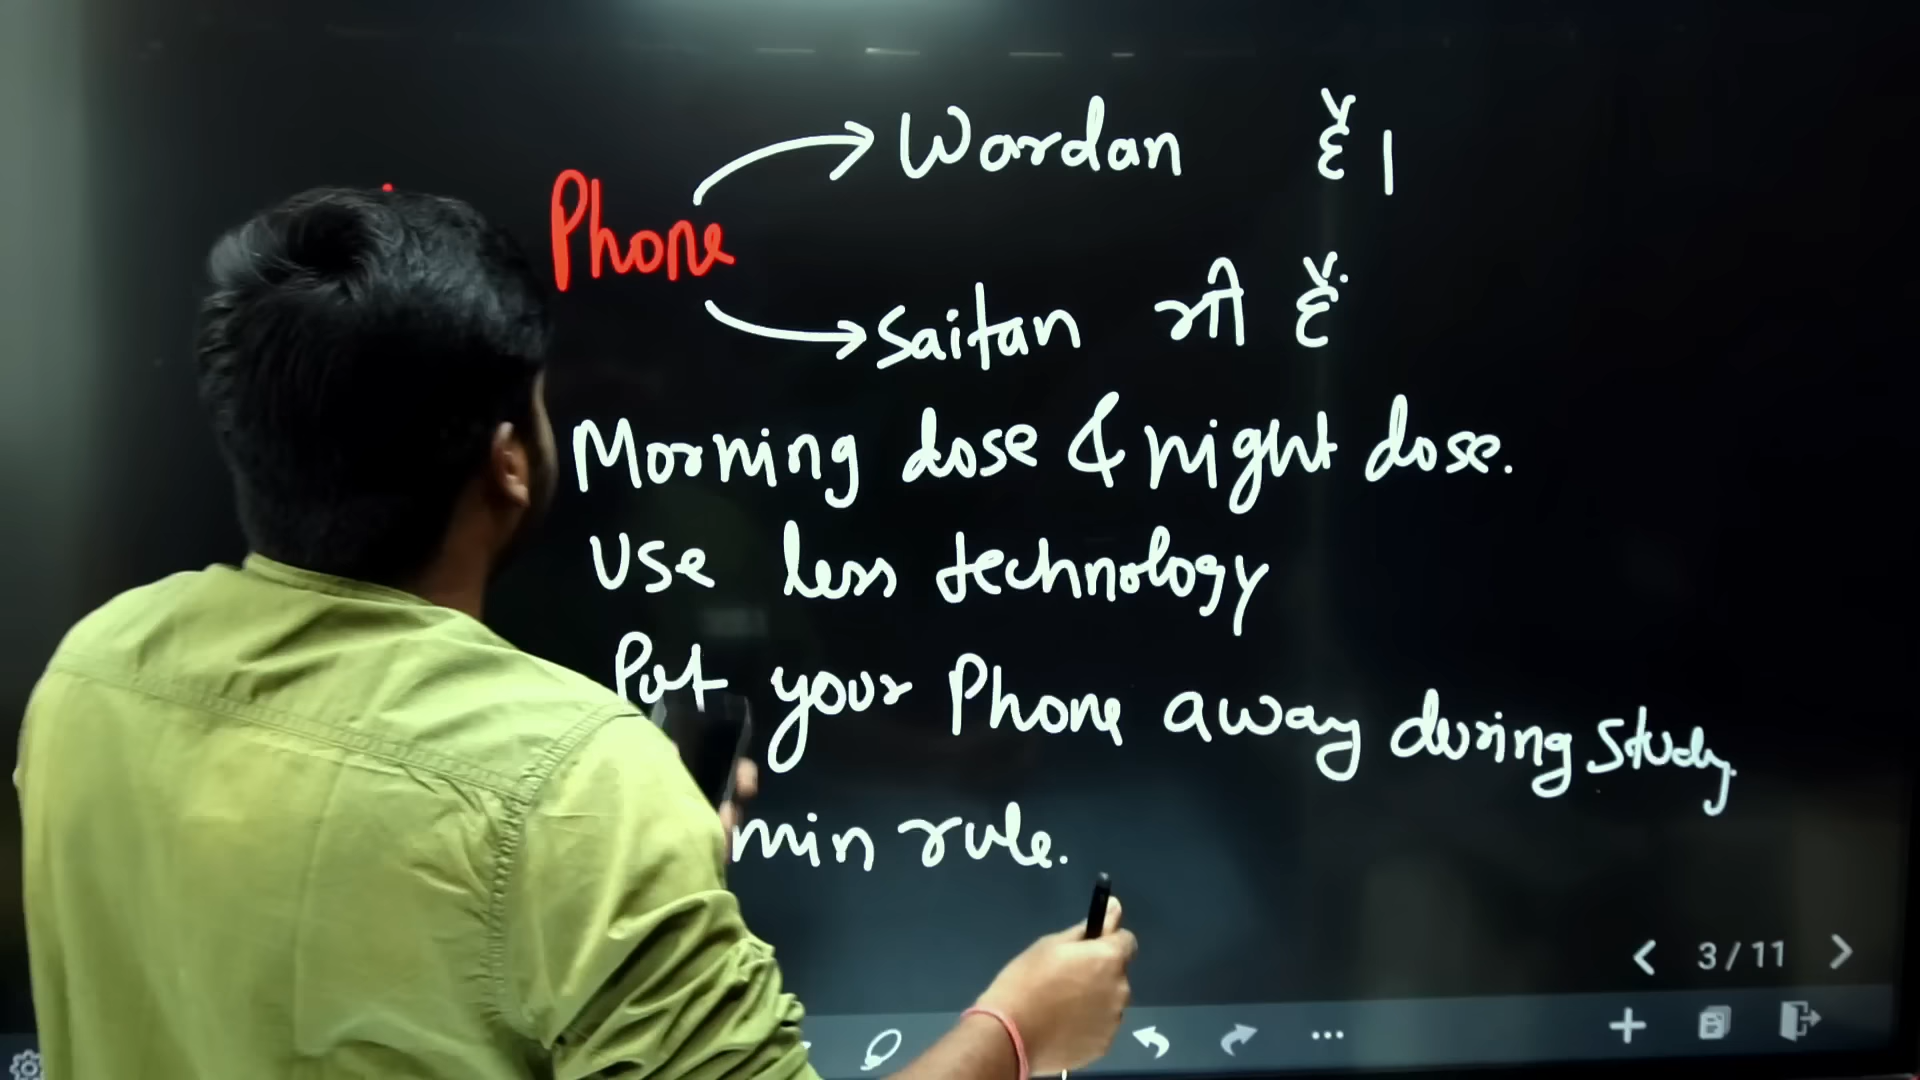 Wardan हैं।
Phone
Saitan भी हैं
Morning dose & night dose.
Use less technology
Put your Phone away during study.
min rule.
3/11